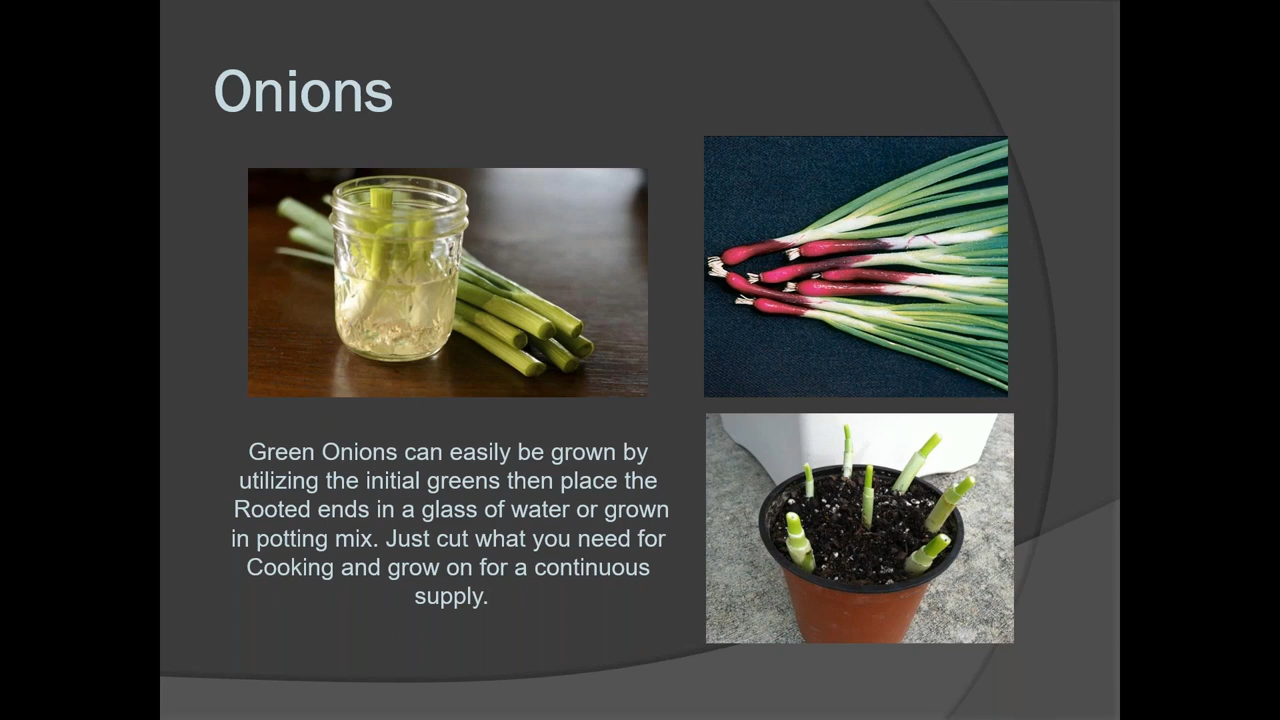 Onions
Green Onions can easily be grown by
utilizing the initial greens then place the
Rooted ends in a glass of water or grown
in potting mix. Just cut what you need for
Cooking and grow on for a continuous
supply.